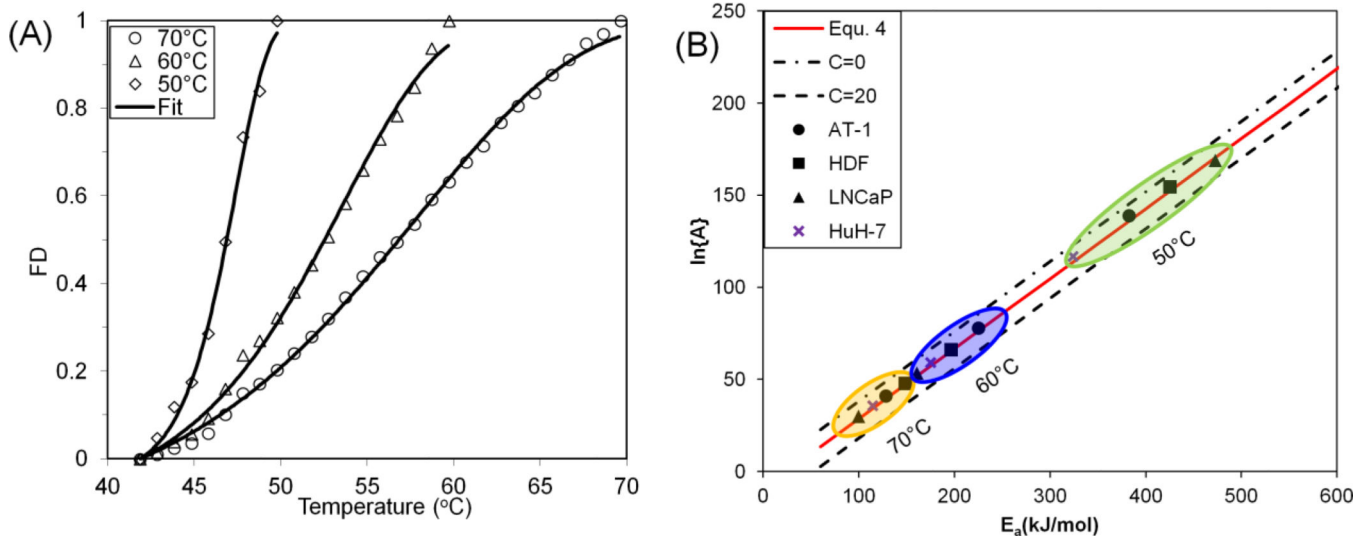 (A)
1
0.8
0.6
0.4
0.2
0
FD
70°C
60°C
50°C
Fit
40 45 50 55 60 65 70
Temperature (°C)
(B)
250
200
150
100
50
0
ln{A}
Equ. 4
C=0
C=20
AT-1
HDF
LNCaP
HuH-7
50°C
60°C
70°C
0 100 200 300 400 500 600
Ea(kJ/mol)